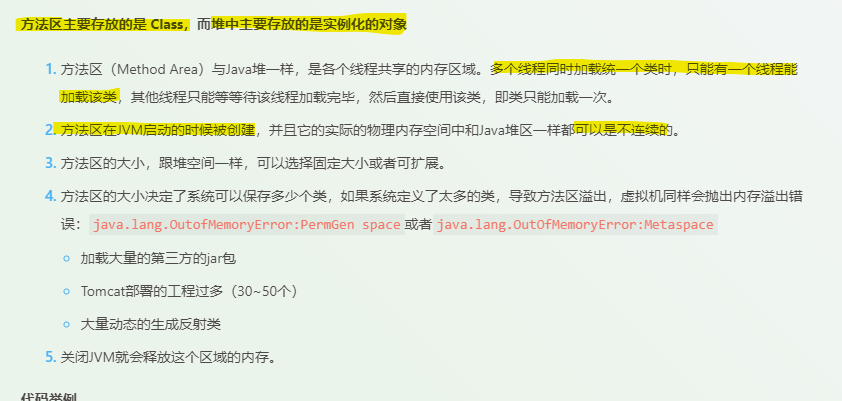 方法区主要存放的是 Class，而堆中主要存放的是实例化的对象
1. 方法区（Method Area）与Java堆一样，是各个线程共享的内存区域。多个线程同时加载统一个类时，只能有一个线程能
加载该类，其他线程只能等等待该线程加载完毕，然后直接使用该类，即类只能加载一次。
2. 方法区在JVM启动的时候被创建，并且它的实际的物理内存空间中和Java堆区一样都可以是不连续的。
3. 方法区的大小，跟堆空间一样，可以选择固定大小或者可扩展。
4. 方法区的大小决定了系统可以保存多少个类，如果系统定义了太多的类，导致方法区溢出，虚拟机同样会抛出内存溢出错
误：java.lang.OutofMemoryError:PermGen space或者java.lang.OutOfMemoryError:Metaspace
加载大量的第三方的jar包
Tomcat部署的工程过多（30~50个）
大量动态的生成反射类
5. 关闭JVM就会释放这个区域的内存。
代码举例